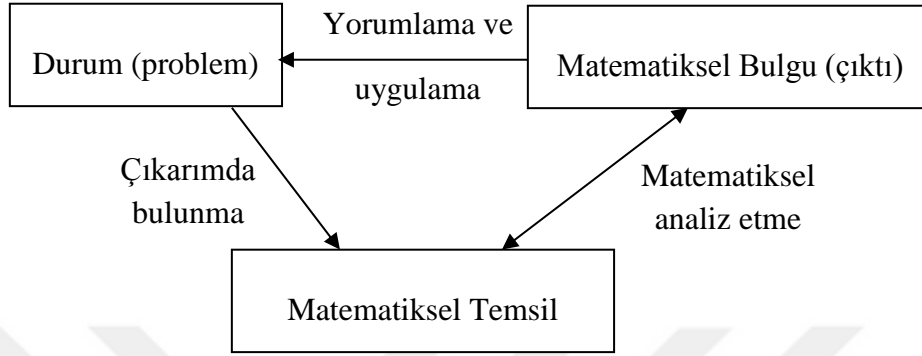 Yorumlama ve
Durum (problem)
Matematiksel Bulgu (çıktı)
uygulama
Çıkarımda
bulunma
Matematiksel
analiz etme
Matematiksel Temsil